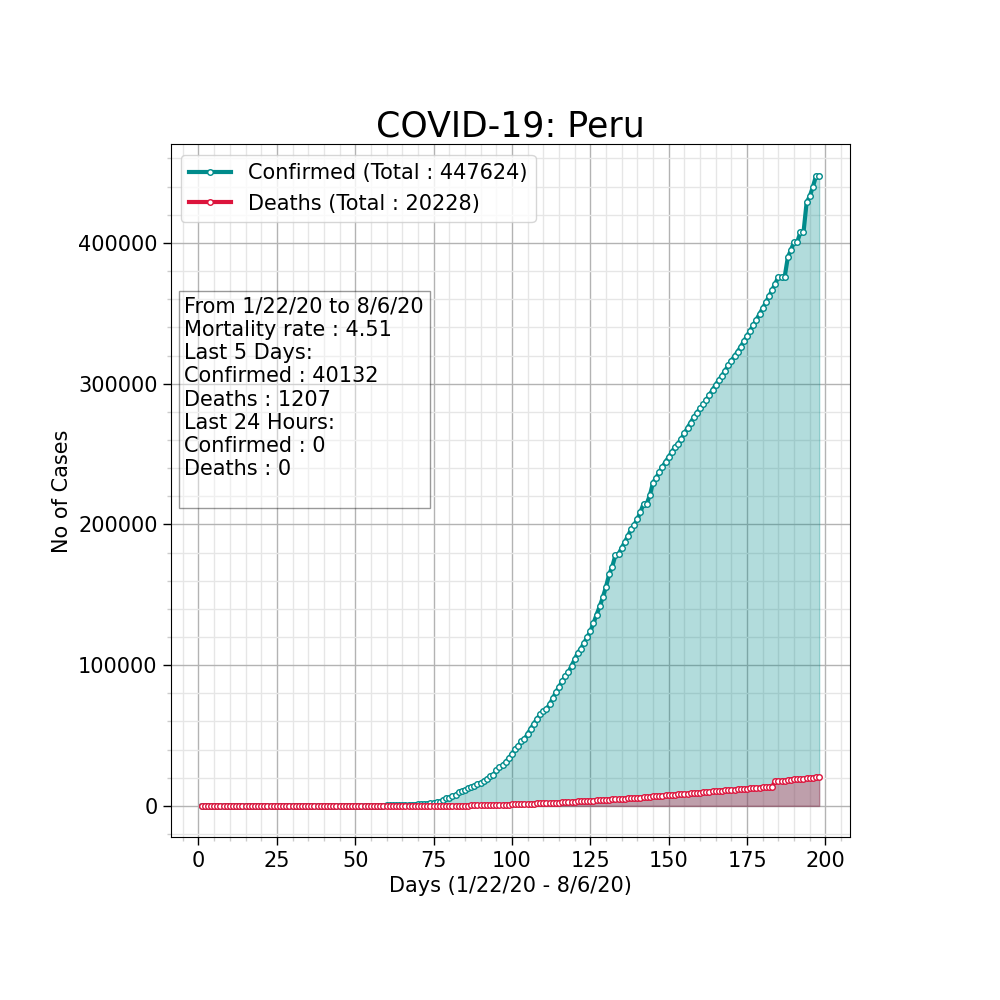 COVID-19: Peru
Confirmed (Total : 447624)
Deaths (Total : 20228)
From 1/22/20 to 8/6/20
Mortality rate : 4.51
Last 5 Days:
Confirmed : 40132
Deaths : 1207
Last 24 Hours:
Confirmed : 0
Deaths : 0
No of Cases
400000
300000
200000
100000
0
0 25 50 75 100 125 150 175 200
Days (1/22/20 - 8/6/20)